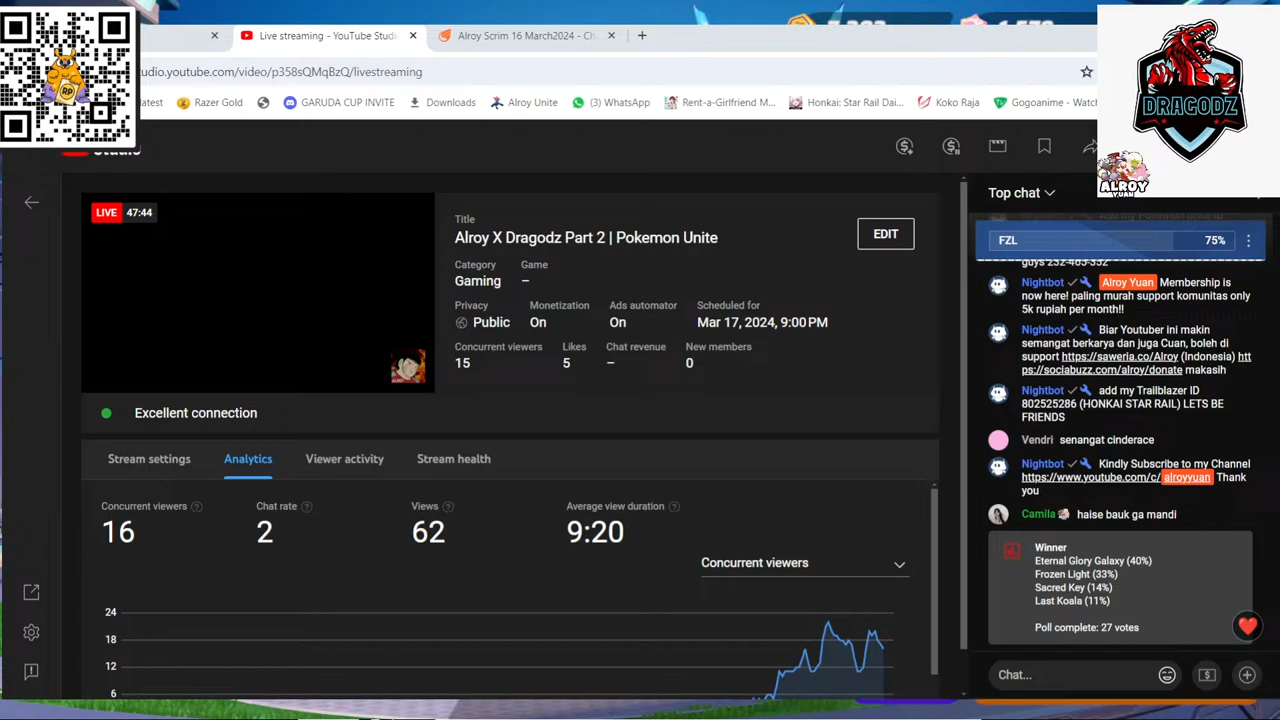 Live streaming - YouTube Studi
Alroy Scrim 16 March2024 - Ch
studio.youtube.com/video/p358sQMqBzQ/livestreaming
atest
Razer Gold
GARUDA CUP INVITE
Downloads
Copy Unite
(3) WhatsApp
Rent-a-Girlfri
Honkai: Star Rail Dai...
Koko Raja
Gogoanime - Watch
RP
DRAGODZ
ALROY
YUAN
Studio
Top chat
LIVE 47:44
Title
Alroy X Dragodz Part 2 | Pokemon Unite
EDIT
Category
Game
Gaming
–
Privacy
Monetization
Ads automator
Scheduled for
Public
On
On
Mar 17, 2024, 9:00 PM
Concurrent viewers
Likes
Chat revenue
New members
15
5
–
0
Excellent connection
Stream settings
Analytics
Viewer activity
Stream health
Concurrent viewers
Chat rate
Views
Average view duration
16
2
62
9:20
Concurrent viewers
24
18
12
6
FZL
75%
guys 232-463-352
Nightbot Alroy Yuan Membership is
now here! paling murah support komunitas only
5k rupiah per month!!
Nightbot Biar Youtuber ini makin
semangat berkarya dan juga Cuan, boleh di
support https://saweria.co/Alroy (Indonesia) htt
ps://sociabuzz.com/alroy/donate makasih
Nightbot add my Trailblazer ID
802525286 (HONKAI STAR RAIL) LETS BE
FRIENDS
Vendri senangat cinderace
Nightbot Kindly Subscribe to my Channel
https://www.youtube.com/c/alroyyuan Thank
you
Camila haise bauk ga mandi
Winner
Eternal Glory Galaxy (40%)
Frozen Light (33%)
Sacred Key (14%)
Last Koala (11%)
Poll complete: 27 votes
Chat...